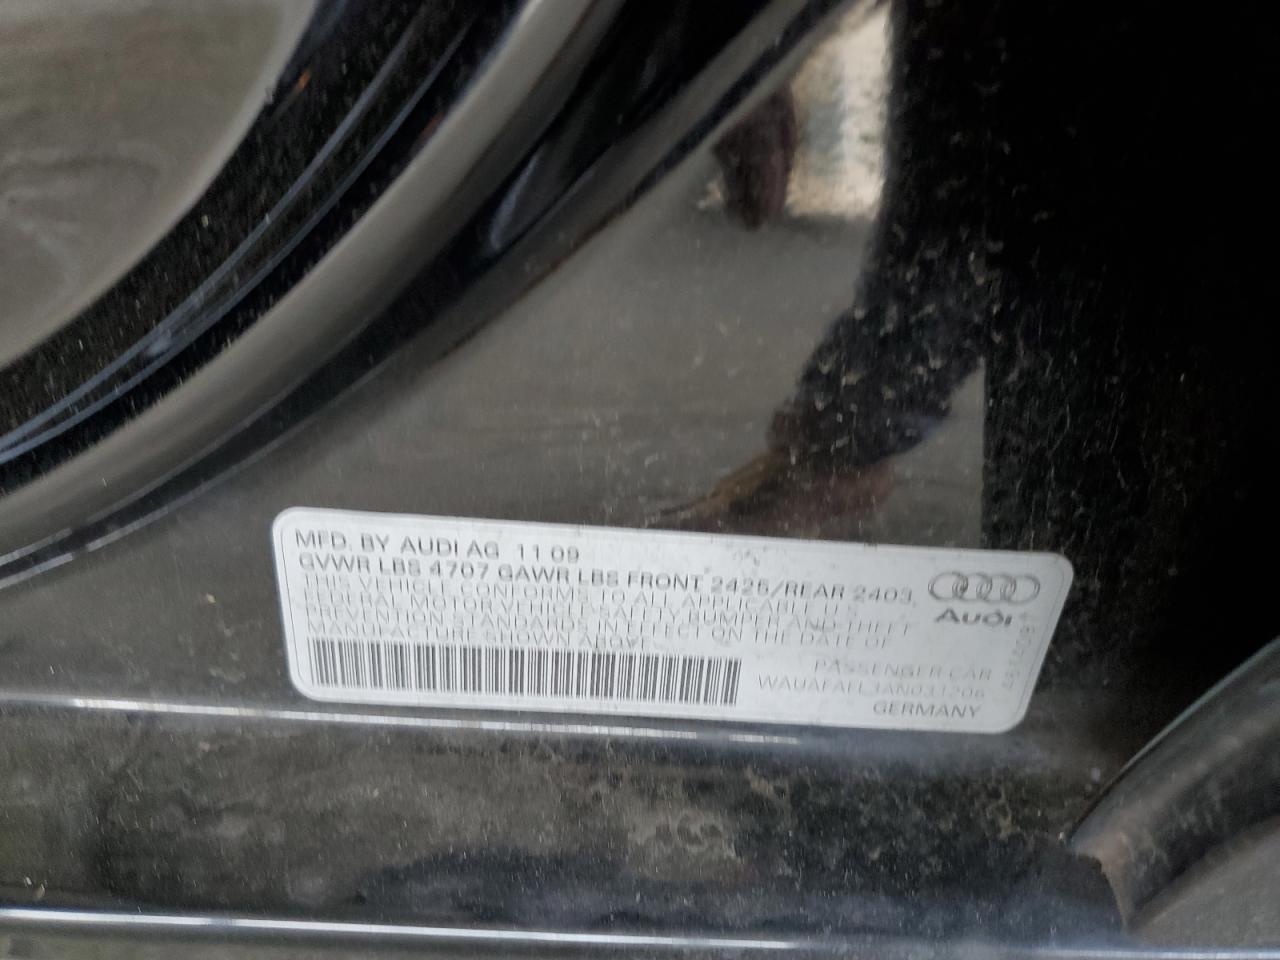 MFD. BY AUDI AG 11 09
GVWR LBS 4707 GAWR LBS FRONT 2425/REAR 2403
THIS VEHICLE CONFORMS TO ALL APPLICABLE U.S.
FEDERAL MOTOR VEHICLE SAFETY BUMPER AND THEFT
PREVENTION STANDARDS IN EFFECT ON THE DATE OF
MANUFACTURE SHOWN ABOVE
PASSENGER CAR
WAUAFAFL3AN031206
GERMANY
Audi